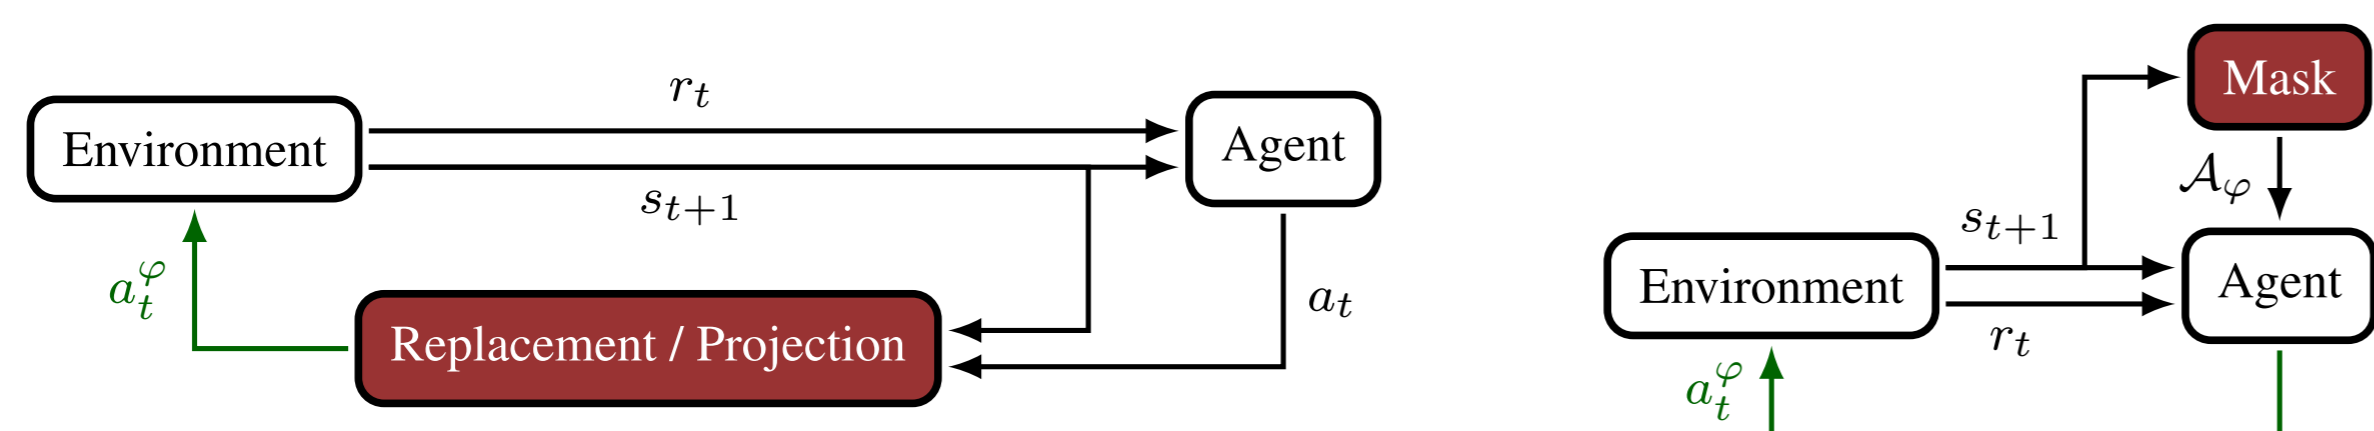 r_t
Environment
Agent
s_{t+1}
a_t^φ
a_t
Replacement / Projection
Mask
𝒜_φ
s_{t+1}
Environment
Agent
r_t
a_t^φ